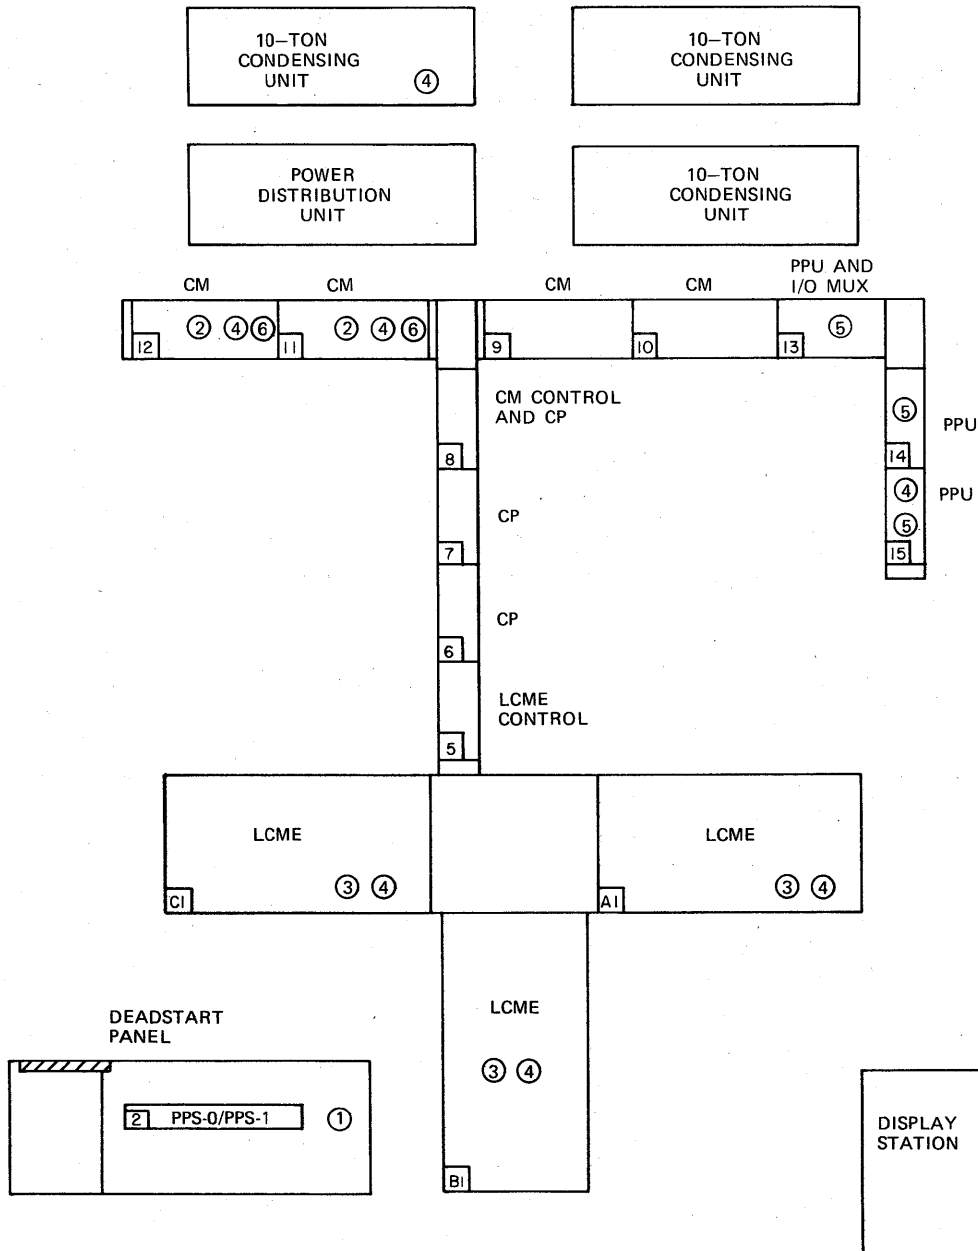 10-TON
CONDENSING
UNIT
④
10-TON
CONDENSING
UNIT
POWER
DISTRIBUTION
UNIT
10-TON
CONDENSING
UNIT
CM
CM
CM
CM
PPU AND
I/O MUX
12 ② ④ ⑥
11 ② ④ ⑥
9
10
13 ⑤
CM CONTROL
AND CP
8
⑤
14
PPU
④
⑤
15
PPU
CP
7
CP
6
LCME
CONTROL
5
LCME
③ ④
C1
LCME
③ ④
A1
LCME
③ ④
B1
DEADSTART
PANEL
2 PPS-0/PPS-1 ①
DISPLAY
STATION